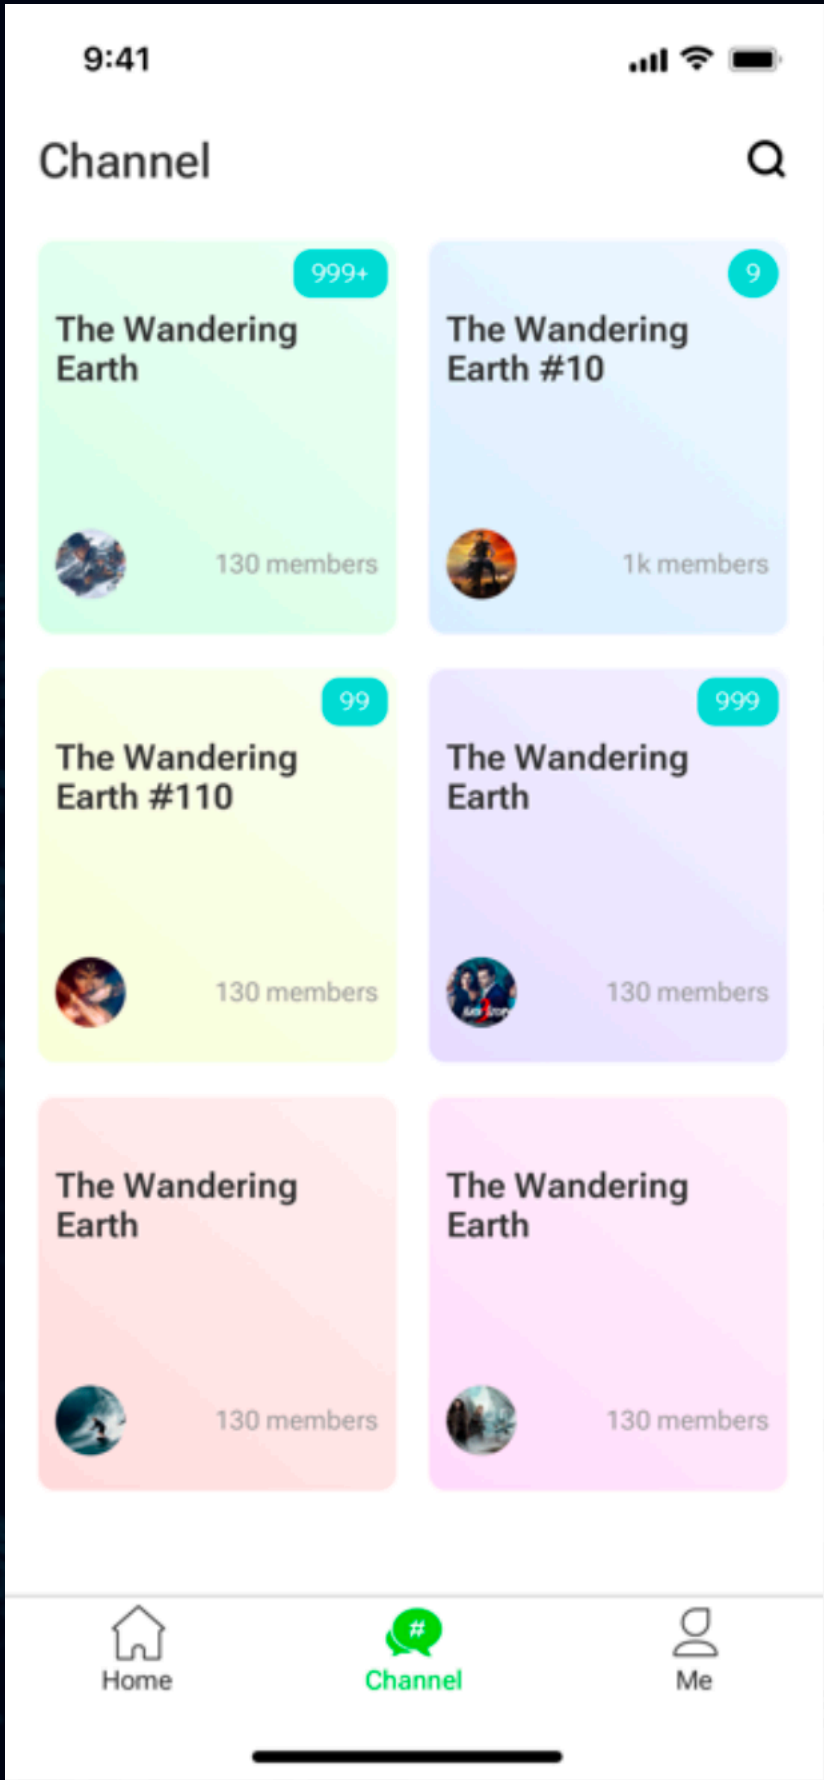 9:41
Channel
999+
The Wandering
Earth
130 members
9
The Wandering
Earth #10
1k members
99
The Wandering
Earth #110
130 members
999
The Wandering
Earth
130 members
The Wandering
Earth
130 members
The Wandering
Earth
130 members
#
Home
Channel
Me